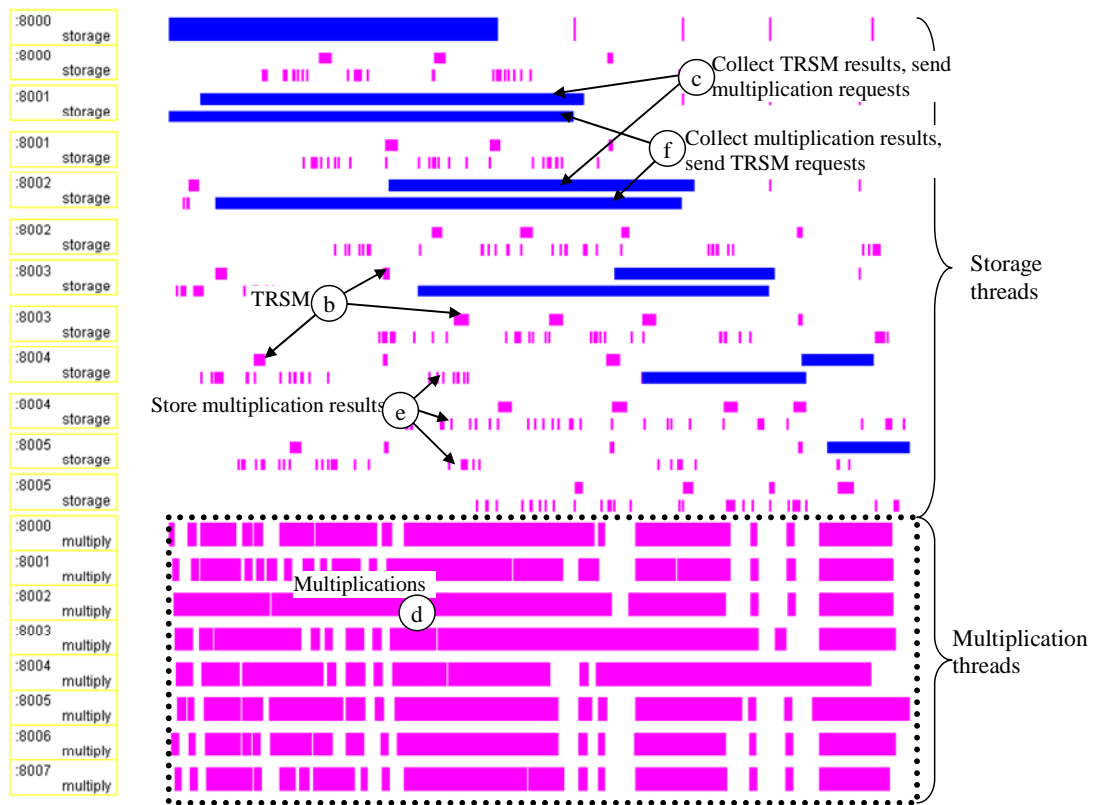 :8000
storage
:8000
storage
c Collect TRSM results, send
multiplication requests
:8001
storage
:8001
storage
f Collect multiplication results,
send TRSM requests
:8002
storage
:8002
storage
Storage
threads
:8003
storage
TRSM b
:8003
storage
:8004
storage
Store multiplication results e
:8004
storage
:8005
storage
:8005
storage
:8000
multiply
:8001
multiply
Multiplications
d
:8002
multiply
:8003
multiply
Multiplication
threads
:8004
multiply
:8005
multiply
:8006
multiply
:8007
multiply